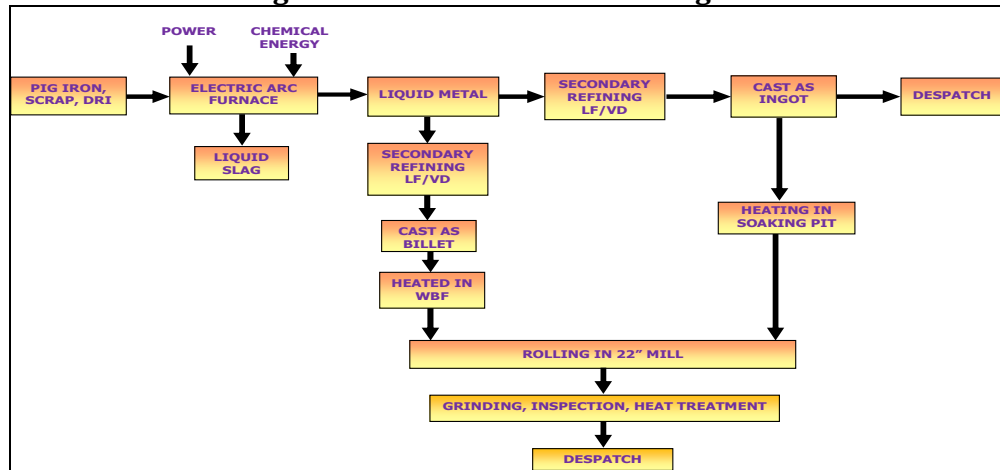 POWER
CHEMICAL
ENERGY
PIG IRON,
SCRAP, DRI
ELECTRIC ARC
FURNACE
LIQUID METAL
SECONDARY
REFINING
LF/VD
CAST AS
INGOT
DESPATCH
LIQUID
SLAG
SECONDARY
REFINING
LF/VD
HEATING IN
SOAKING PIT
CAST AS
BILLET
HEATED IN
WBF
ROLLING IN 22” MILL
GRINDING, INSPECTION, HEAT TREATMENT
DESPATCH